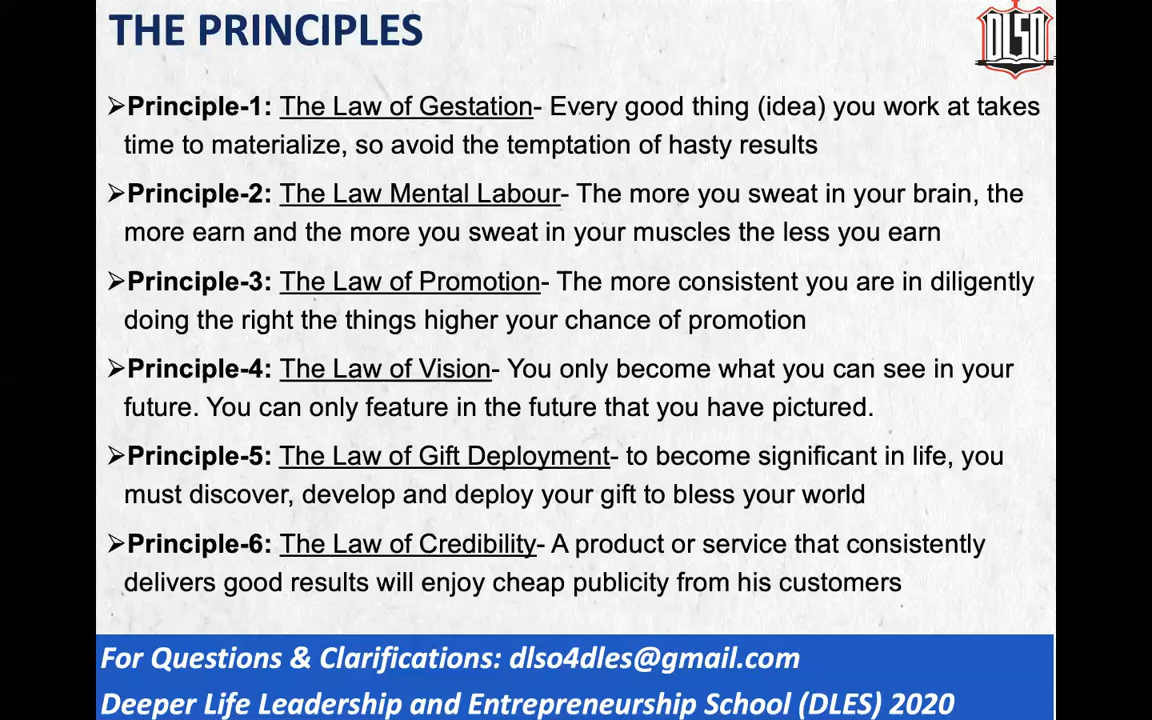 THE PRINCIPLES
DLSO
➢Principle-1: The Law of Gestation- Every good thing (idea) you work at takes
time to materialize, so avoid the temptation of hasty results
➢Principle-2: The Law Mental Labour- The more you sweat in your brain, the
more earn and the more you sweat in your muscles the less you earn
➢Principle-3: The Law of Promotion- The more consistent you are in diligently
doing the right the things higher your chance of promotion
➢Principle-4: The Law of Vision- You only become what you can see in your
future. You can only feature in the future that you have pictured.
➢Principle-5: The Law of Gift Deployment- to become significant in life, you
must discover, develop and deploy your gift to bless your world
➢Principle-6: The Law of Credibility- A product or service that consistently
delivers good results will enjoy cheap publicity from his customers
For Questions & Clarifications: dlso4dles@gmail.com
Deeper Life Leadership and Entrepreneurship School (DLES) 2020